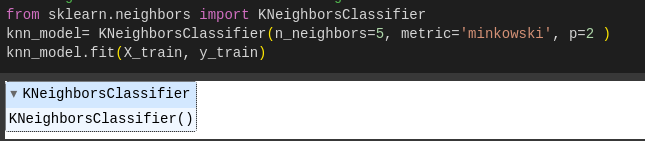 from sklearn.neighbors import KNeighborsClassifier
knn_model= KNeighborsClassifier(n_neighbors=5, metric='minkowski', p=2 )
knn_model.fit(X_train, y_train)
▼ KNeighborsClassifier
KNeighborsClassifier()